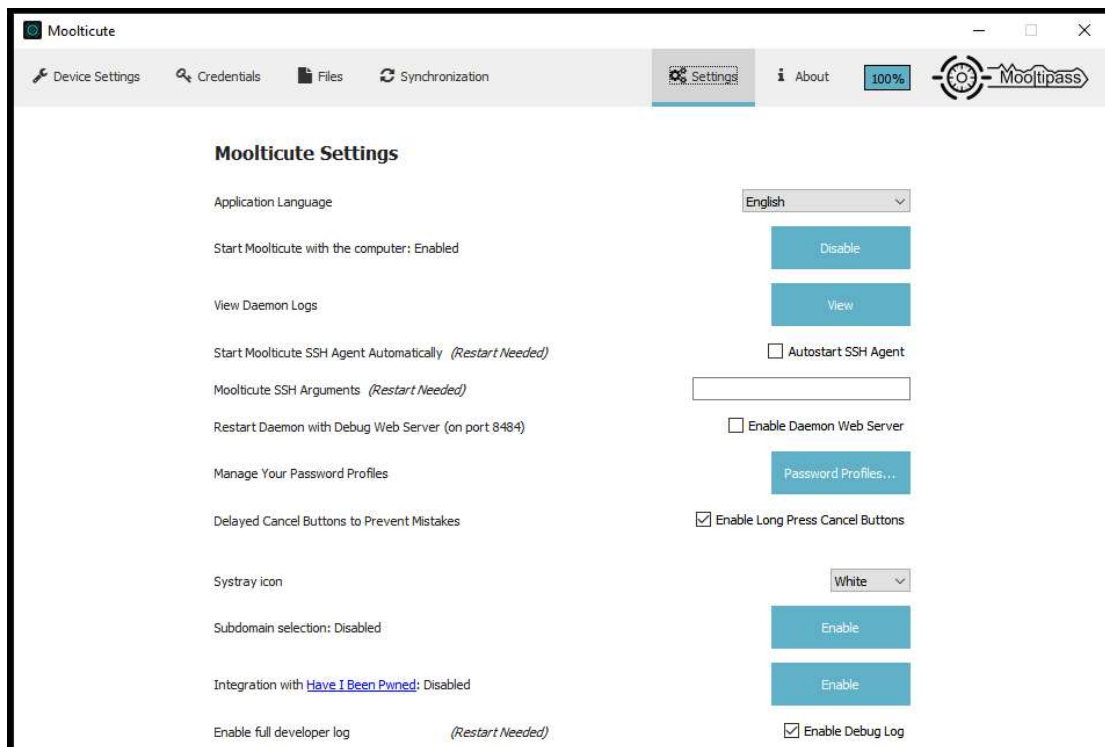 Moolticute
Device Settings Credentials Files Synchronization Settings About 100% Mooltipass
Moolticute Settings
Application Language English
Start Moolticute with the computer: Enabled Disable
View Daemon Logs View
Start Moolticute SSH Agent Automatically (Restart Needed) Autostart SSH Agent
Moolticute SSH Arguments (Restart Needed)
Restart Daemon with Debug Web Server (on port 8484) Enable Daemon Web Server
Manage Your Password Profiles Password Profiles...
Delayed Cancel Buttons to Prevent Mistakes Enable Long Press Cancel Buttons
Systray icon White
Subdomain selection: Disabled Enable
Integration with Have I Been Pwned: Disabled Enable
Enable full developer log (Restart Needed) Enable Debug Log